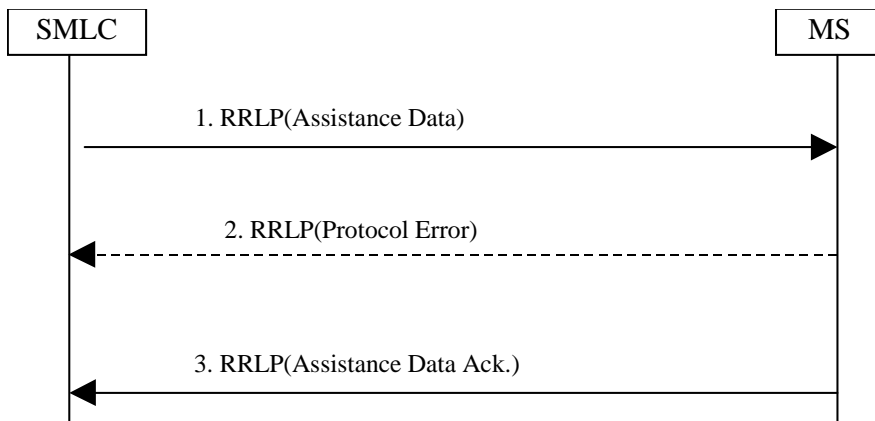 SMLC
MS
1. RRLP(Assistance Data)
2. RRLP(Protocol Error)
3. RRLP(Assistance Data Ack.)